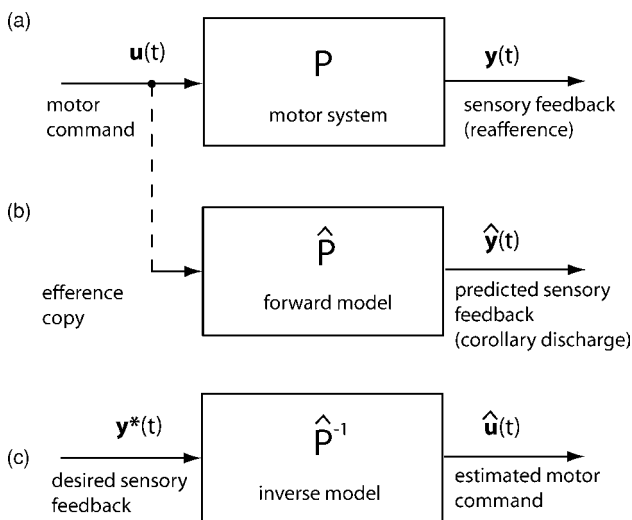 (a)
u(t)
motor
command
P
motor system
y(t)
sensory feedback
(reafference)
(b)
efference
copy
P̂
forward model
ŷ(t)
predicted sensory
feedback
(corollary discharge)
(c)
y*(t)
desired sensory
feedback
P̂⁻¹
inverse model
û(t)
estimated motor
command